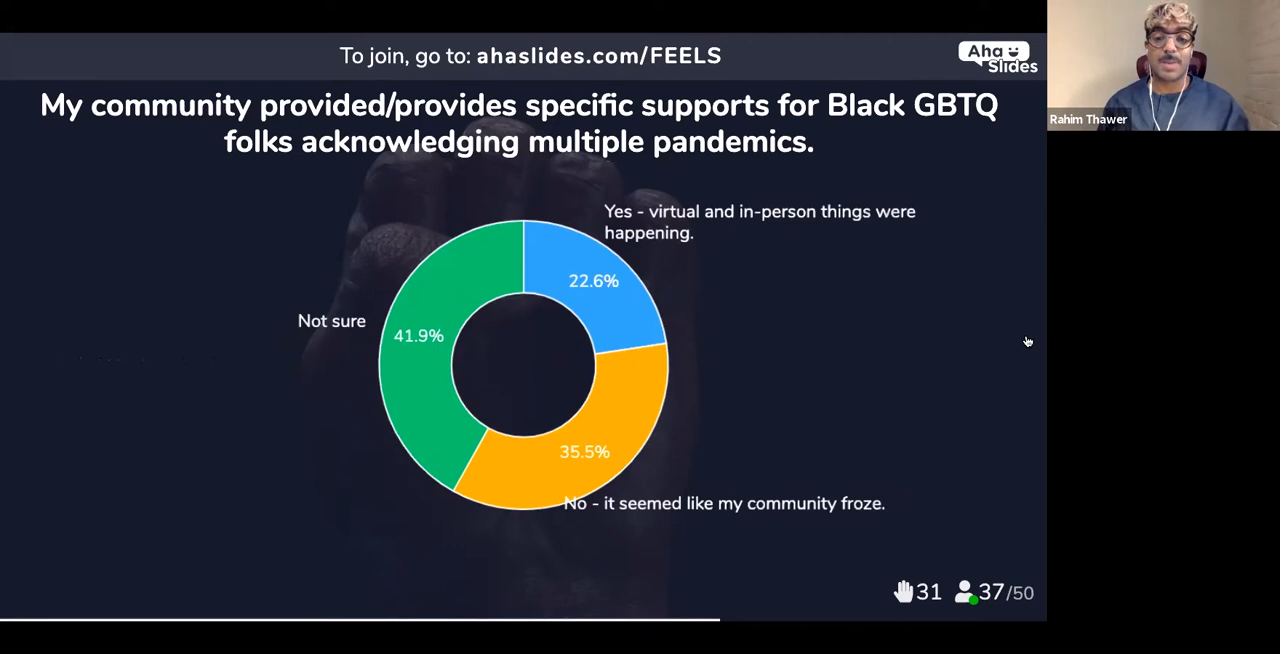 To join, go to: ahaslides.com/FEELS
Aha
Slides
Rahim Thawer
My community provided/provides specific supports for Black GBTQ
folks acknowledging multiple pandemics.
Yes - virtual and in-person things were
happening.
22.6%
Not sure
41.9%
35.5%
No - it seemed like my community froze.
31 37/50